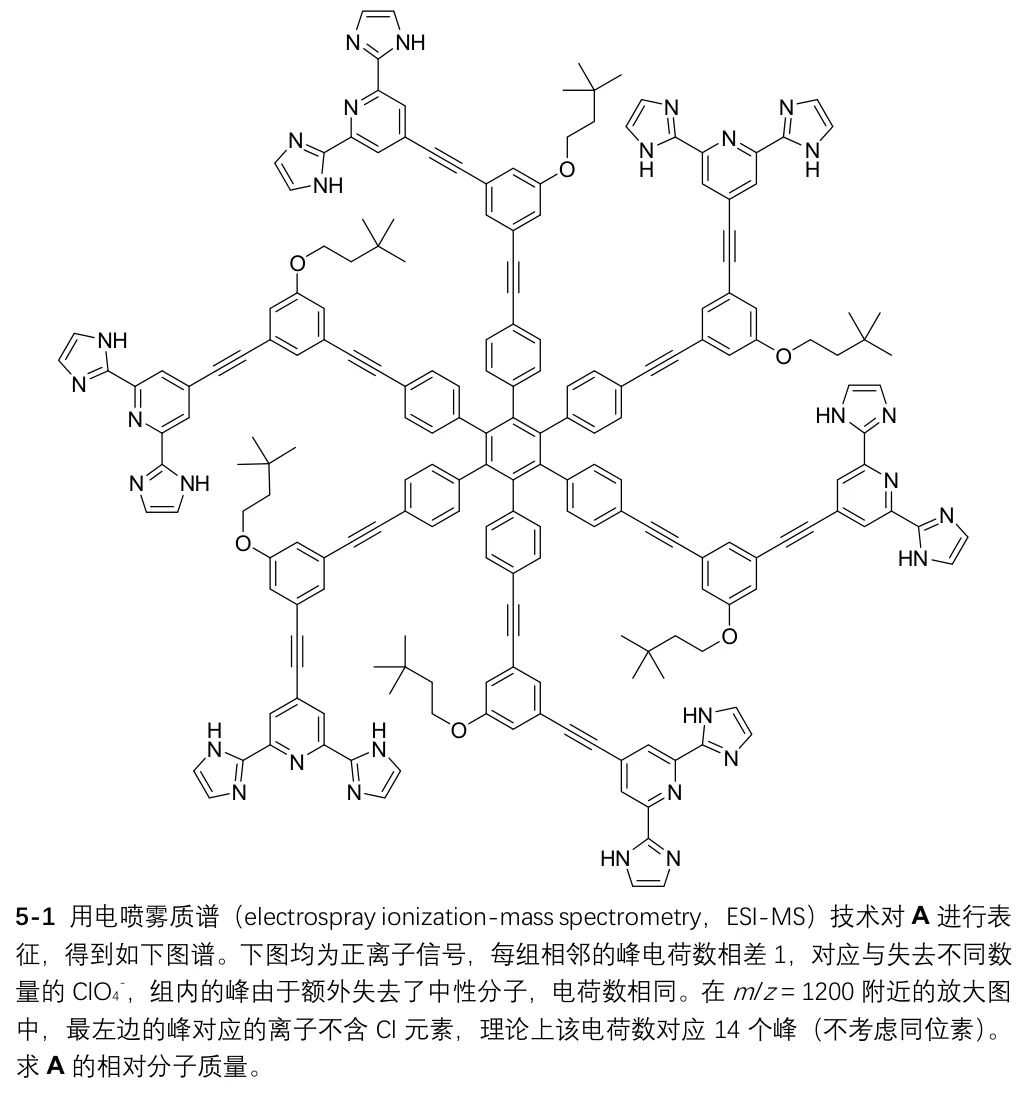 N NH
N N N
N N
N N
H H
O
NH
O
NH
O
N
HN N
N
N NH N
N
O
HN
O
HN
H H O
N N
N N
N N N
HN N
5-1 用电喷雾质谱（electrospray ionization-mass spectrometry，ESI-MS）技术对 A 进行表
征，得到如下图谱。下图均为正离子信号，每组相邻的峰电荷数相差 1，对应与失去不同数
量的 ClO₄⁻，组内的峰由于额外失去了中性分子，电荷数相同。在 m/z = 1200 附近的放大图
中，最左边的峰对应的离子不含 Cl 元素，理论上该电荷数对应 14 个峰（不考虑同位素）。
求 A 的相对分子质量。